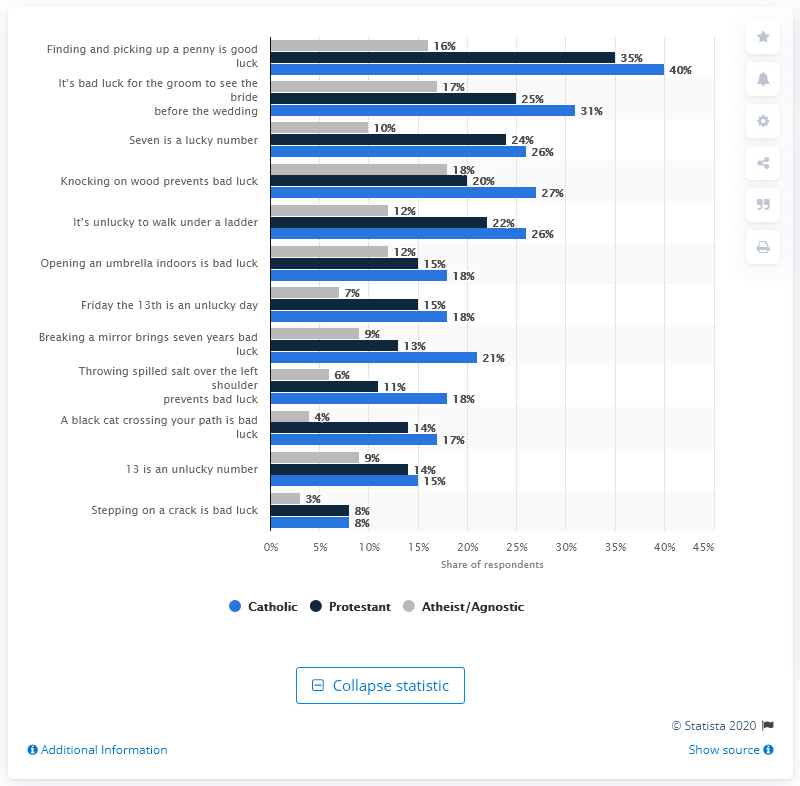 Finding and picking up a penny is good
luck
16%
35%
40%
It's bad luck for the groom to see the
bride
before the wedding
17%
25%
31%
Seven is a lucky number
10%
24%
26%
Knocking on wood prevents bad luck
18%
20%
27%
It's unlucky to walk under a ladder
12%
22%
26%
Opening an umbrella indoors is bad luck
12%
15%
18%
Friday the 13th is an unlucky day
7%
15%
18%
Breaking a mirror brings seven years bad
luck
9%
13%
21%
Throwing spilled salt over the left
shoulder
prevents bad luck
6%
11%
18%
A black cat crossing your path is bad
luck
4%
14%
17%
13 is an unlucky number
9%
14%
15%
Stepping on a crack is bad luck
3%
8%
8%
0% 5% 10% 15% 20% 25% 30% 35% 40% 45%
Share of respondents
Catholic Protestant Atheist/Agnostic
Collapse statistic
© Statista 2020
Additional Information Show source